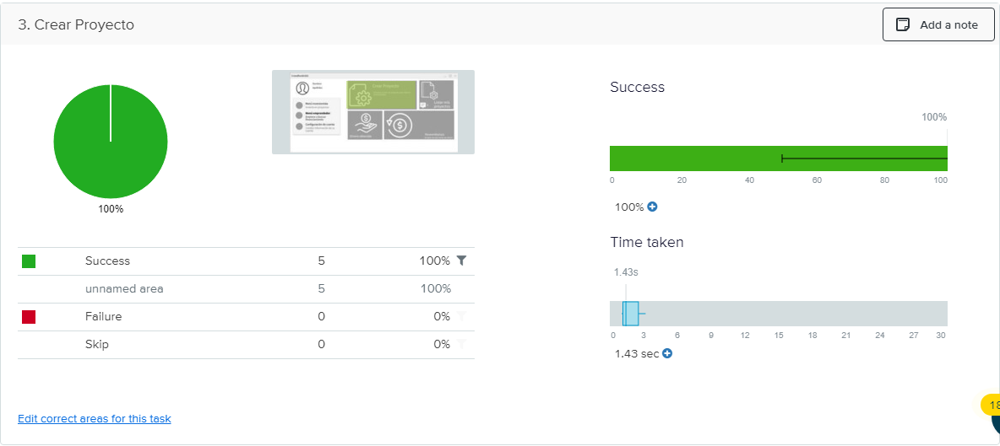 3. Crear Proyecto
Add a note
100%
Crear Proyecto
Success 5 100%
unnamed area 5 100%
Failure 0 0%
Skip 0 0%
Edit correct areas for this task
Success
100%
0 20 40 60 80 100
100%
Time taken
1.43s
0 3 6 9 12 15 18 21 24 27 30
1.43 sec